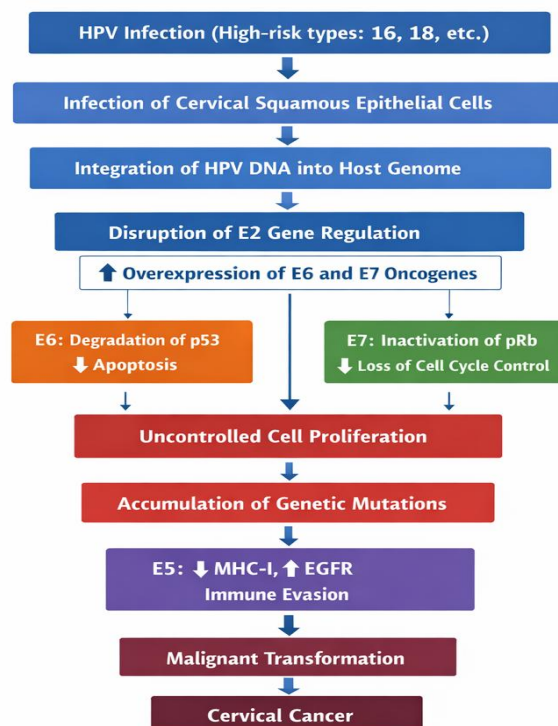 HPV Infection (High-risk types: 16, 18, etc.)
Infection of Cervical Squamous Epithelial Cells
Integration of HPV DNA into Host Genome
Disruption of E2 Gene Regulation
⬆ Overexpression of E6 and E7 Oncogenes
E6: Degradation of p53
⬇ Apoptosis
E7: Inactivation of pRb
⬇ Loss of Cell Cycle Control
Uncontrolled Cell Proliferation
Accumulation of Genetic Mutations
E5: ⬇ MHC-I, ⬆ EGFR
Immune Evasion
Malignant Transformation
Cervical Cancer